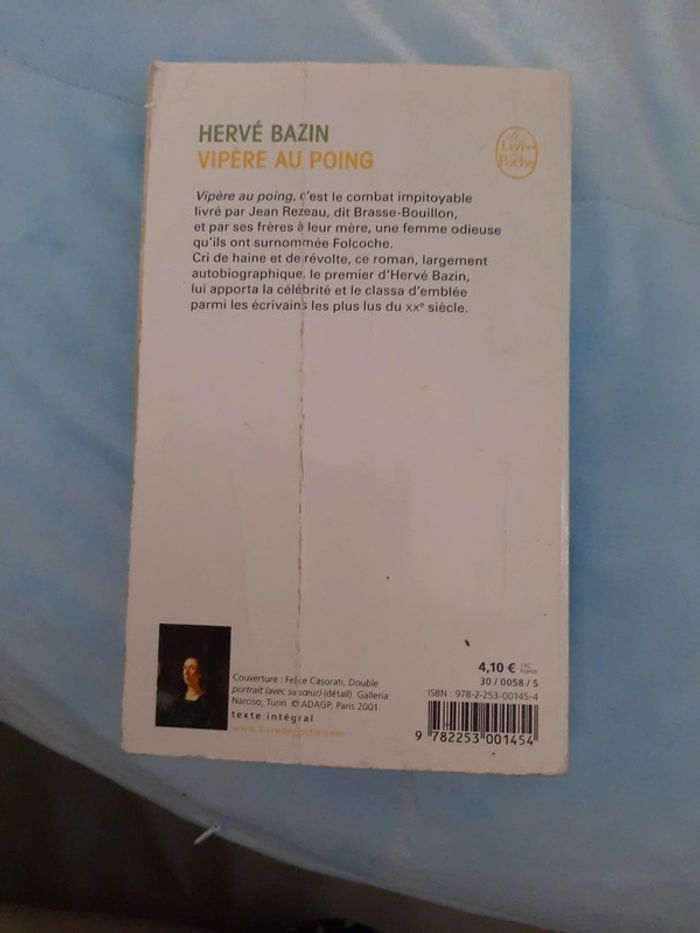 HERVÉ BAZIN
VIPÈRE AU POING
Le
Livre
de
Poche
Vipère au poing, c'est le combat impitoyable
livré par Jean Rezeau, dit Brasse-Bouillon,
et par ses frères à leur mère, une femme odieuse
qu'ils ont surnommée Folcoche.
Cri de haine et de révolte, ce roman, largement
autobiographique, le premier d'Hervé Bazin,
lui apporta la célébrité et le classa d'emblée
parmi les écrivains les plus lus du XXe siècle.
Couverture : Felice Casorati, Double
portrait (avec sa sœur) (détail). Galleria
Narciso, Turin. © ADAGP, Paris 2001.
texte intégral
www.livredepoche.com
4,10 € TTC
France
30 / 0058 / 5
ISBN : 978-2-253-00145-4
9 782253 001454